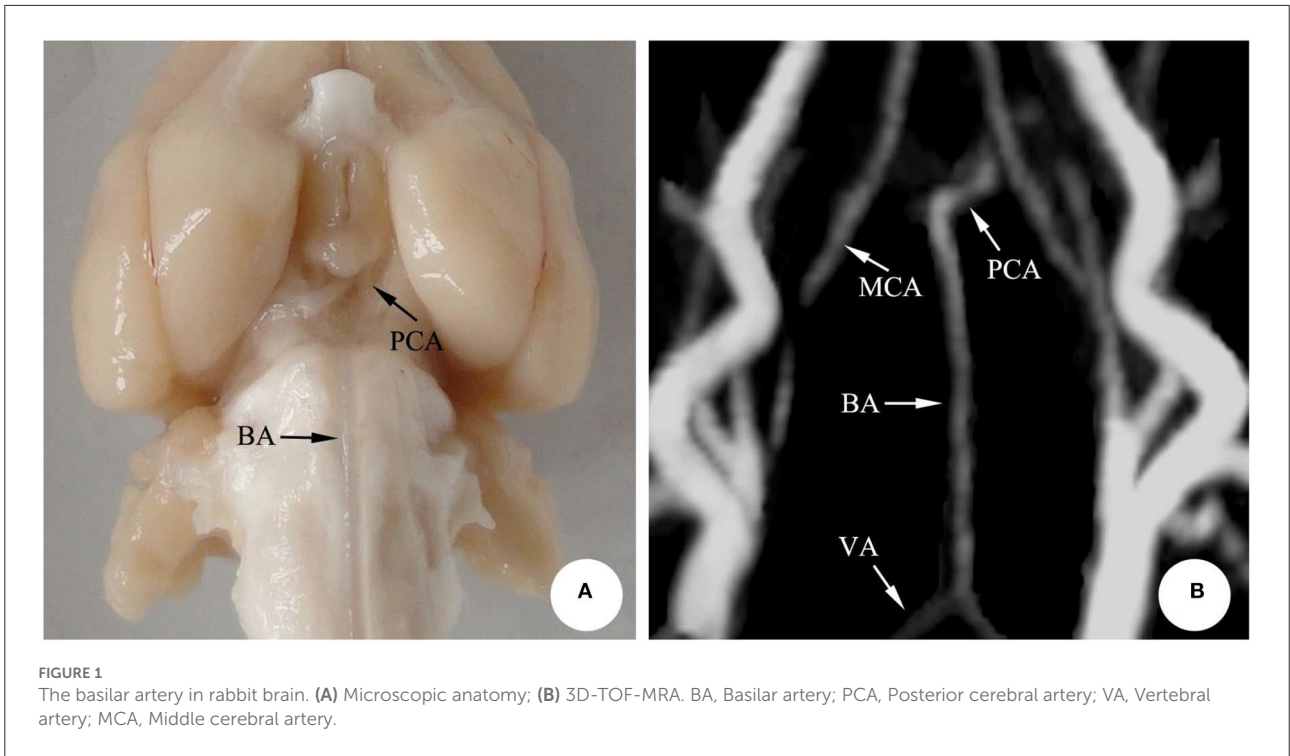 PCA
BA
A
MCA
PCA
BA
VA
B
FIGURE 1
The basilar artery in rabbit brain. (A) Microscopic anatomy; (B) 3D-TOF-MRA. BA, Basilar artery; PCA, Posterior cerebral artery; VA, Vertebral
artery; MCA, Middle cerebral artery.